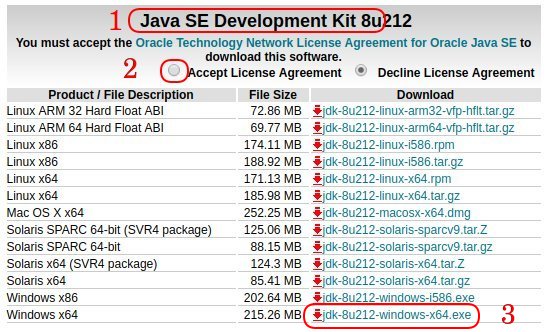 1 Java SE Development Kit 8u212
You must accept the Oracle Technology Network License Agreement for Oracle Java SE to
download this software.
2 Accept License Agreement Decline License Agreement
Product / File Description File Size Download
Linux ARM 32 Hard Float ABI 72.86 MB jdk-8u212-linux-arm32-vfp-hflt.tar.gz
Linux ARM 64 Hard Float ABI 69.77 MB jdk-8u212-linux-arm64-vfp-hflt.tar.gz
Linux x86 174.11 MB jdk-8u212-linux-i586.rpm
Linux x86 188.92 MB jdk-8u212-linux-i586.tar.gz
Linux x64 171.13 MB jdk-8u212-linux-x64.rpm
Linux x64 185.98 MB jdk-8u212-linux-x64.tar.gz
Mac OS X x64 252.25 MB jdk-8u212-macosx-x64.dmg
Solaris SPARC 64-bit (SVR4 package) 125.06 MB jdk-8u212-solaris-sparcv9.tar.Z
Solaris SPARC 64-bit 88.15 MB jdk-8u212-solaris-sparcv9.tar.gz
Solaris x64 (SVR4 package) 124.3 MB jdk-8u212-solaris-x64.tar.Z
Solaris x64 85.41 MB jdk-8u212-solaris-x64.tar.gz
Windows x86 202.64 MB jdk-8u212-windows-i586.exe
Windows x64 215.26 MB jdk-8u212-windows-x64.exe 3